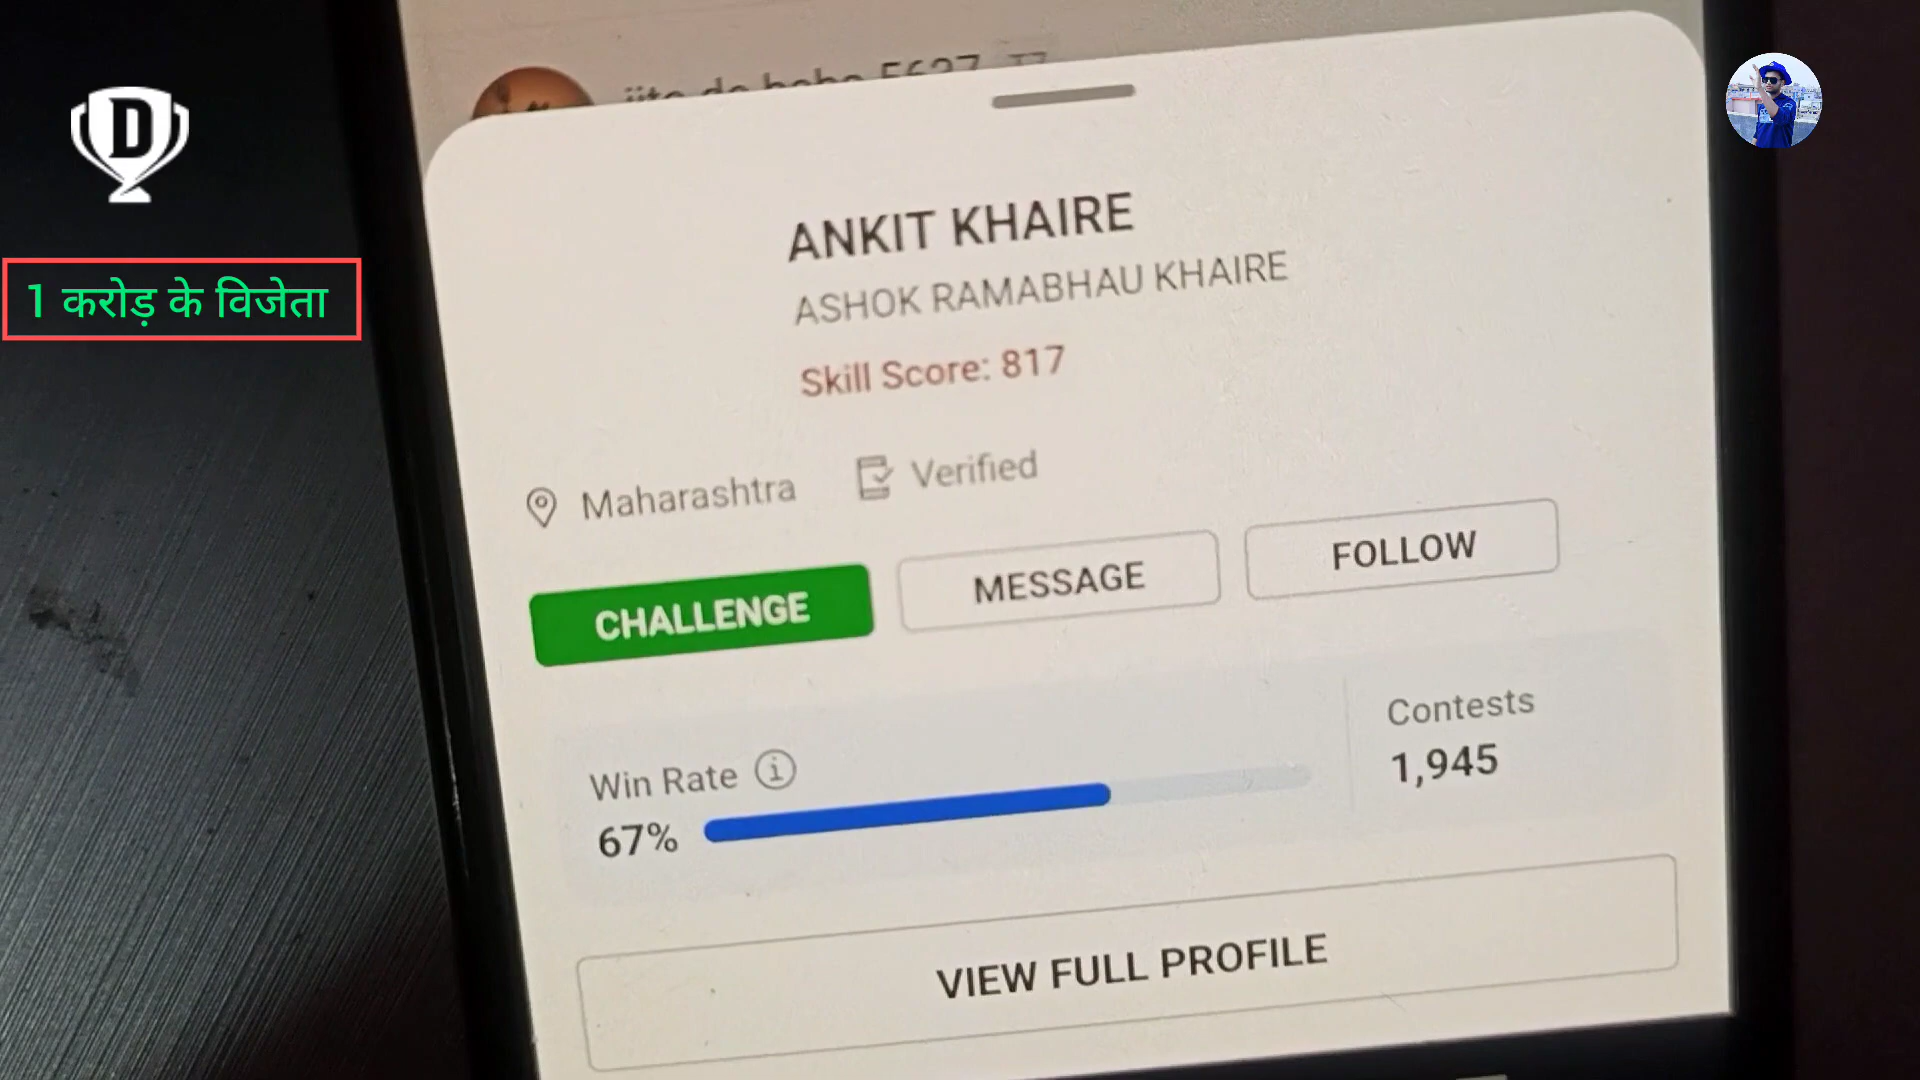 D
1 करोड़ के विजेता
ANKIT KHAIRE
ASHOK RAMABHAU KHAIRE
Skill Score: 817
Maharashtra
Verified
CHALLENGE
MESSAGE
FOLLOW
Win Rate
67%
Contests
1,945
VIEW FULL PROFILE